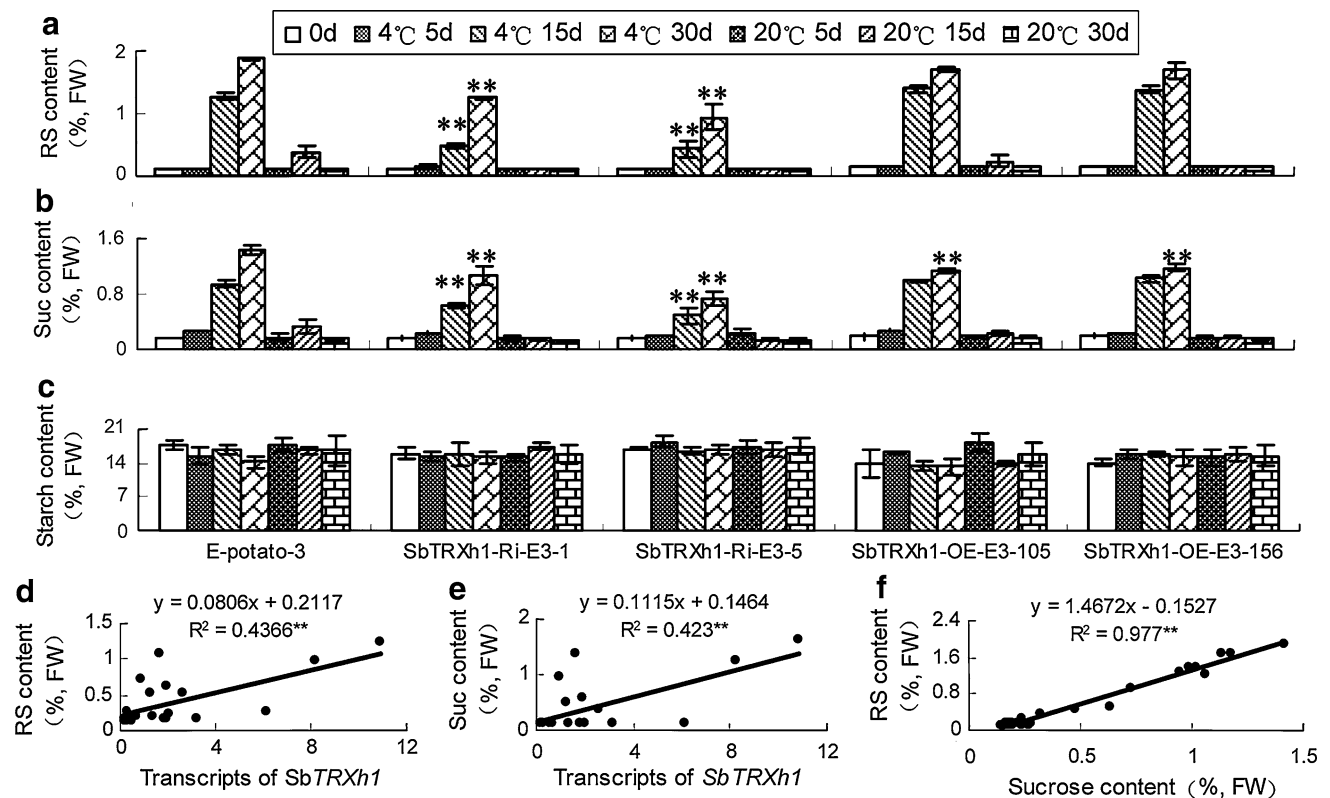 a
0d 4℃ 5d 4℃ 15d 4℃ 30d 20℃ 5d 20℃ 15d 20℃ 30d
RS content
(%, FW)
2
1
0
** ** ** **
b
Suc content
(%, FW)
1.6
0.8
0
** ** ** ** ** **
c
Starch content
(%, FW)
21
14
7
0
E-potato-3 SbTRXh1-Ri-E3-1 SbTRXh1-Ri-E3-5 SbTRXh1-OE-E3-105 SbTRXh1-OE-E3-156
d
y = 0.0806x + 0.2117
R² = 0.4366**
RS content
(%, FW)
1.5
1
0.5
0
0 4 8 12
Transcripts of SbTRXh1
e
y = 0.1115x + 0.1464
R² = 0.423**
Suc content
(%, FW)
2
1
0
0 4 8 12
Transcripts of SbTRXh1
f
y = 1.4672x - 0.1527
R² = 0.977**
RS content
(%, FW)
2.4
1.6
0.8
0
0 0.5 1 1.5
Sucrose content (%, FW)